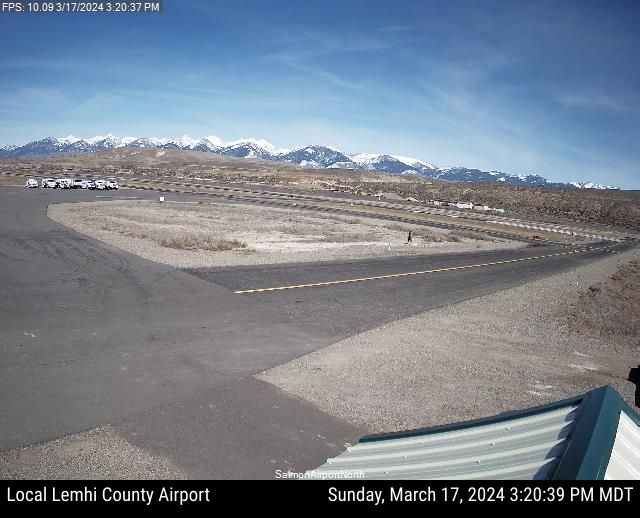 FPS: 10.09 3/17/2024 3:20:37 PM
SalmonAirportNorth
Local Lemhi County Airport Sunday, March 17, 2024 3:20:39 PM MDT